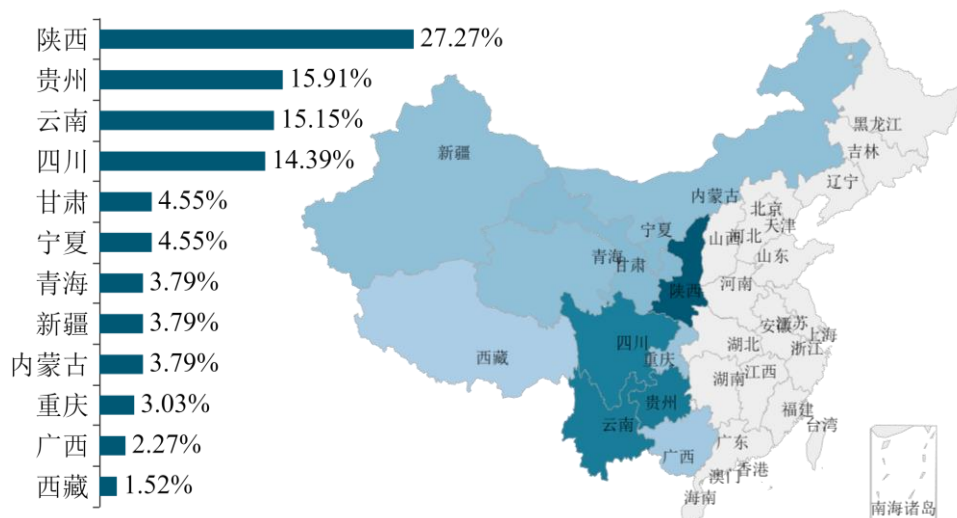 陕西 27.27%
贵州 15.91%
云南 15.15%
四川 14.39%
甘肃 4.55%
宁夏 4.55%
青海 3.79%
新疆 3.79%
内蒙古 3.79%
重庆 3.03%
广西 2.27%
西藏 1.52%
黑龙江
吉林
新疆
辽宁
内蒙古
北京
天津
宁夏
山西
河北
山东
青海
甘肃
河南
陕西
安徽
江苏
上海
四川
湖北
浙江
西藏
重庆
江西
湖南
贵州
福建
云南
台湾
广东
广西
香港
澳门
海南
南海诸岛